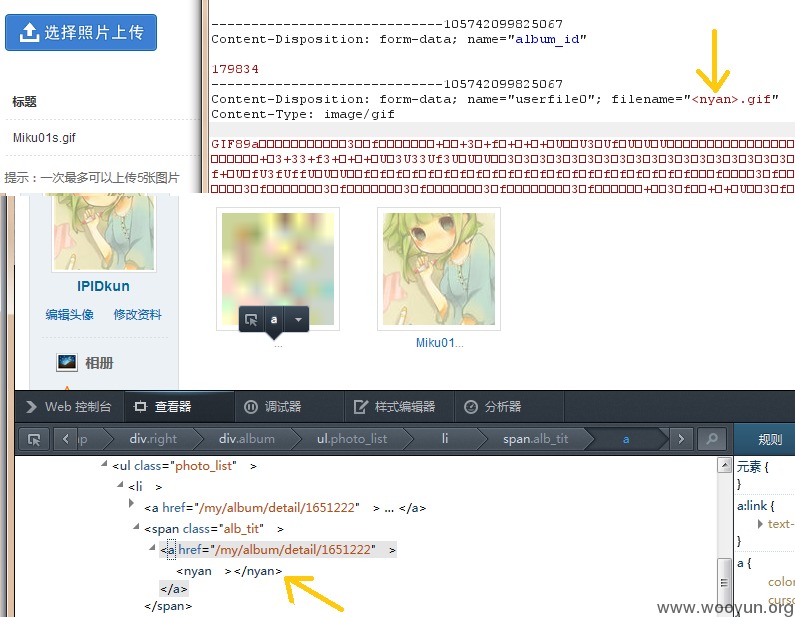 选择照片上传
标题
Miku01s.gif
提示：一次最多可以上传5张图片
-----------------------------105742099825067
Content-Disposition: form-data; name="album_id"
179834
-----------------------------105742099825067
Content-Disposition: form-data; name="userfile0"; filename="<nyan>.gif"
Content-Type: image/gif
GIF89a
IPIDkun
编辑头像 修改资料
相册
a
...
Miku01...
Web 控制台 查看器 调试器 样式编辑器 分析器
div.right div.album ul.photo_list li span.alb_tit a 规则
<ul class="photo_list" >
<li >
<a href="/my/album/detail/1651222" > ... </a>
<span class="alb_tit" >
<a href="/my/album/detail/1651222" >
<nyan ></nyan>
</a>
</span>
元素 {
}
a:link {
text-
}
a {
color
curso
www.wooyun.org